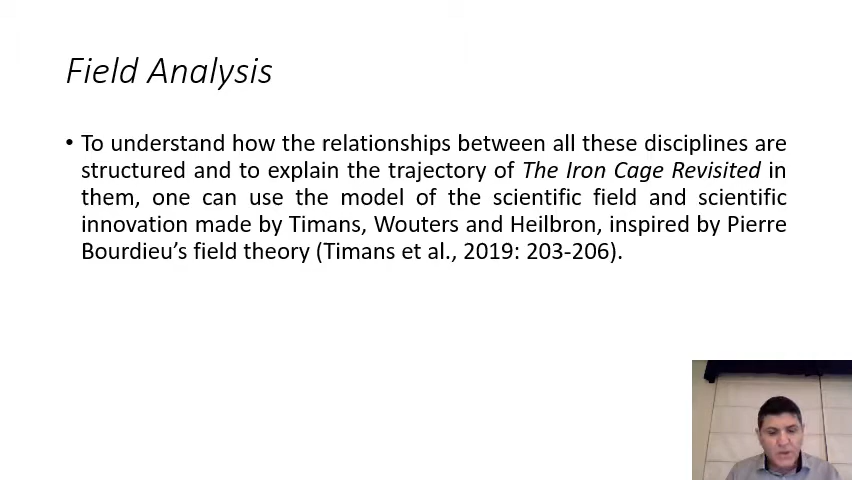 Field Analysis
• To understand how the relationships between all these disciplines are
structured and to explain the trajectory of The Iron Cage Revisited in
them, one can use the model of the scientific field and scientific
innovation made by Timans, Wouters and Heilbron, inspired by Pierre
Bourdieu’s field theory (Timans et al., 2019: 203-206).